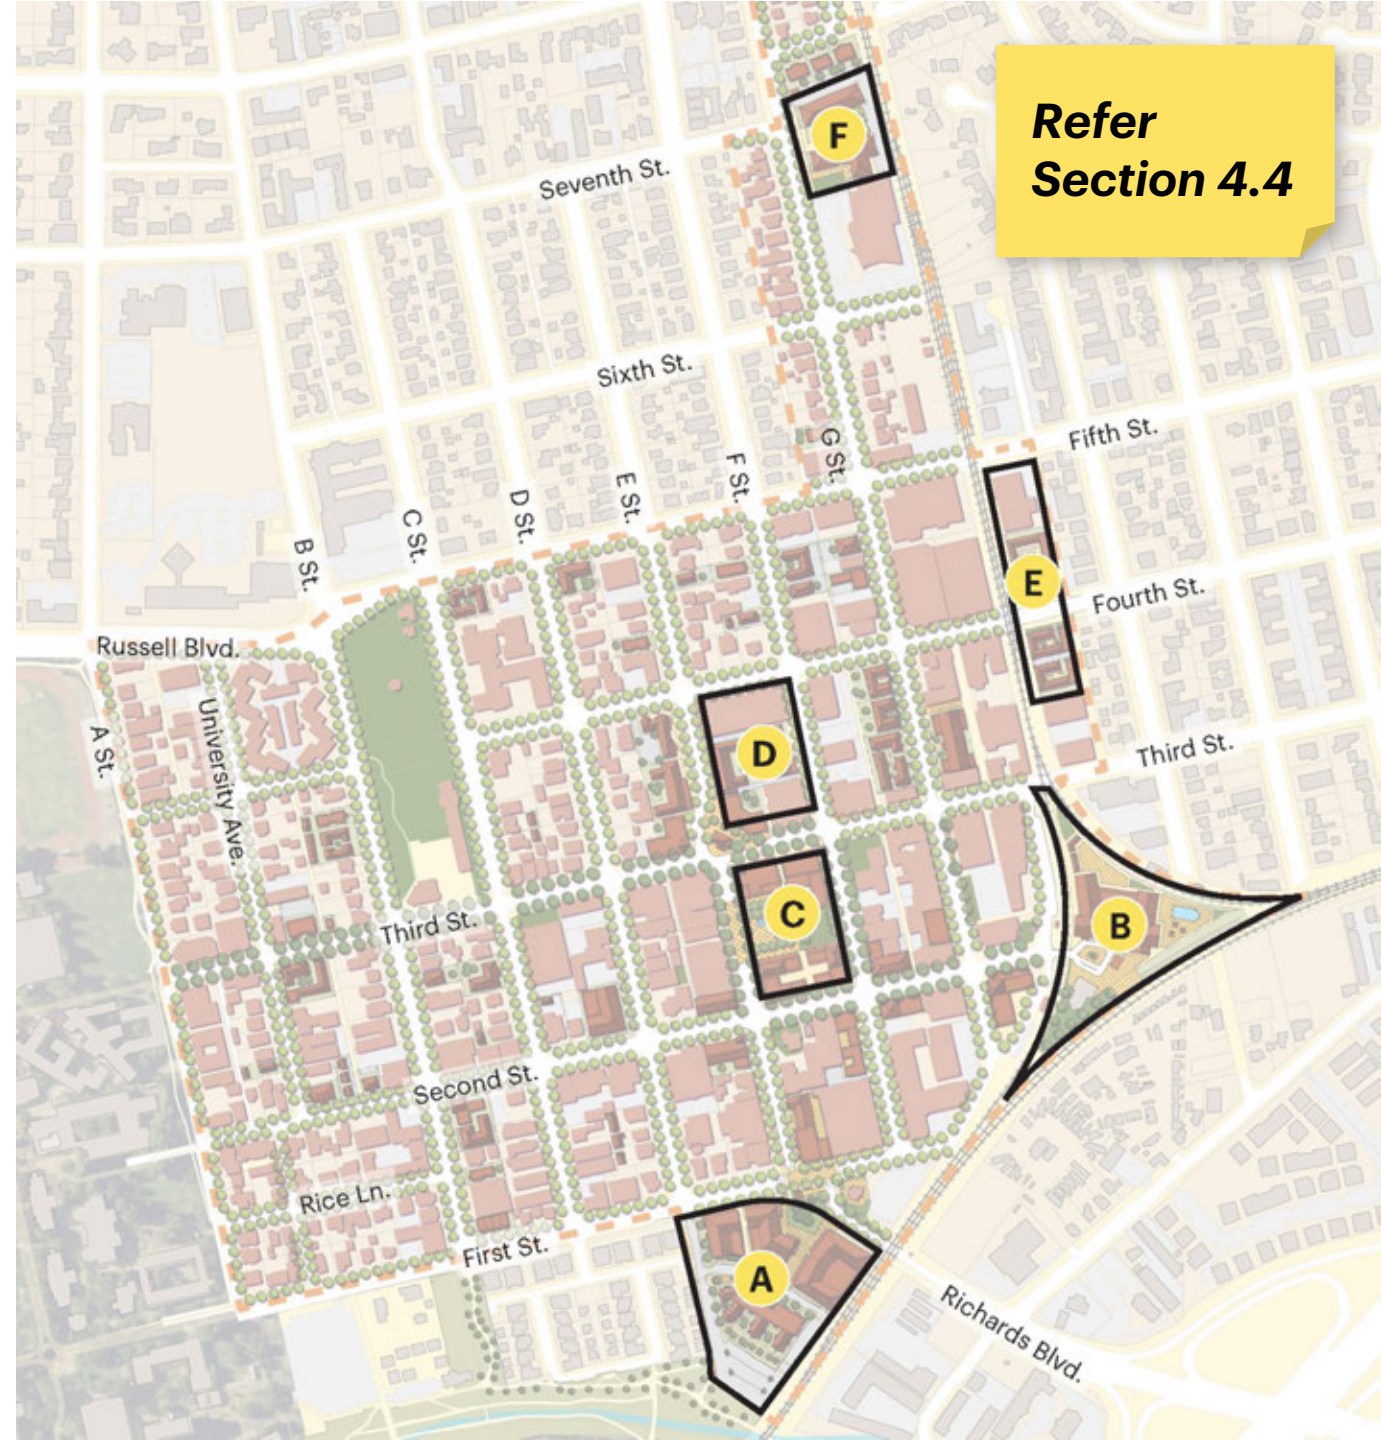 F
Refer
Section 4.4
Seventh St.
Sixth St.
Fifth St.
G St.
F St.
E St.
D St.
C St.
B St.
E
Fourth St.
Russell Blvd.
A St.
University Ave.
D
Third St.
C
B
Third St.
Second St.
Rice Ln.
First St.
A
Richards Blvd.